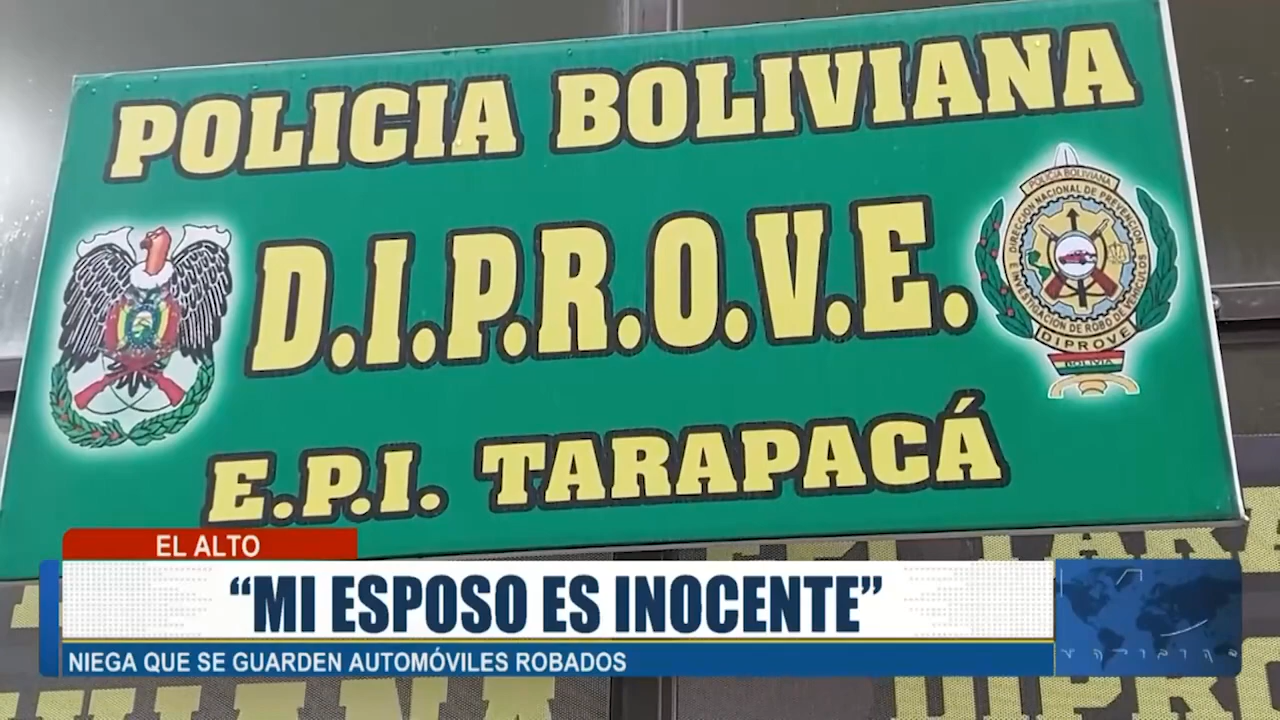 POLICIA BOLIVIANA
D.I.P.R.O.V.E.
E.P.I. TARAPACÁ
POLICIA BOLIVIANA
DIRECCIÓN NACIONAL DE PREVENCIÓN
E INVESTIGACIÓN DE ROBO DE VEHÍCULOS
DIPROVE
BOLIVIA
EL ALTO
“MI ESPOSO ES INOCENTE”
NIEGA QUE SE GUARDEN AUTOMÓVILES ROBADOS